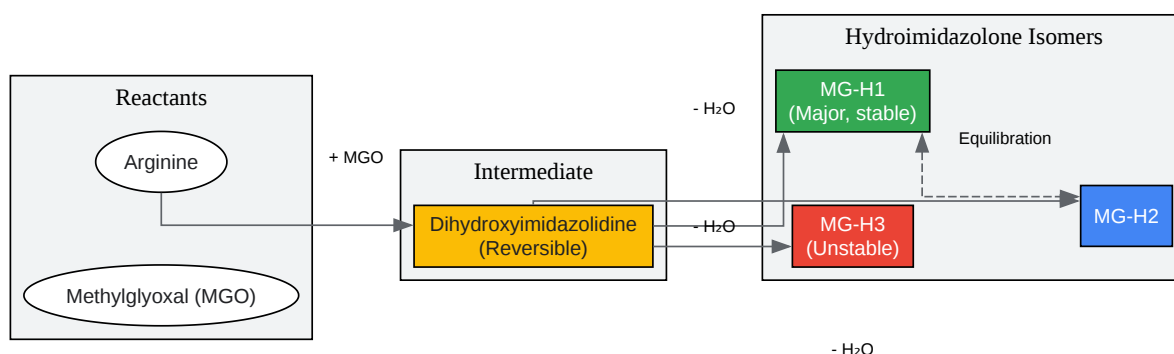 Reactants
Arginine
Methylglyoxal (MGO)
+ MGO
Intermediate
Dihydroxyimidazolidine
(Reversible)
- H₂O
- H₂O
- H₂O
Hydroimidazolone Isomers
MG-H1
(Major, stable)
Equilibration
MG-H3
(Unstable)
MG-H2